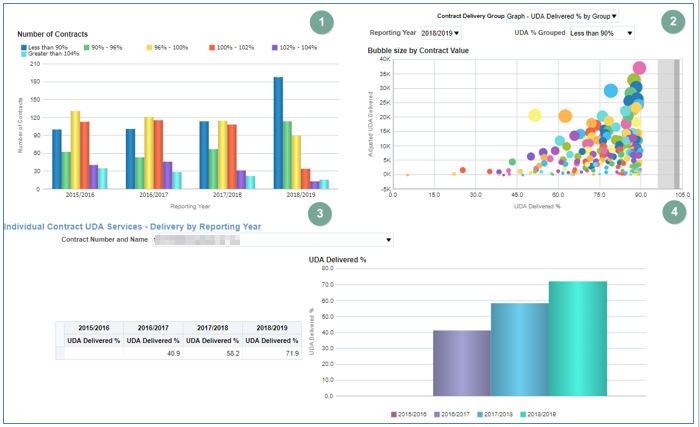 1
Number of Contracts
Less than 90% 90% - 96% 96% - 100% 100% - 102% 102% - 104%
Greater than 104%
Number of Contracts
210
180
150
120
90
60
30
0
2015/2016 2016/2017 2017/2018 2018/2019
Reporting Year
Contract Delivery Group Graph - UDA Delivered % by Group
2
Reporting Year 2018/2019 UDA % Grouped Less than 90%
Bubble size by Contract Value
Adjusted UDA Delivered
40K
35K
30K
25K
20K
15K
10K
5K
0K
-5K
0.0 15.0 30.0 45.0 60.0 75.0 90.0 105.0
UDA Delivered %
3
Individual Contract UDA Services - Delivery by Reporting Year
Contract Number and Name
2015/2016 2016/2017 2017/2018 2018/2019
UDA Delivered % UDA Delivered % UDA Delivered % UDA Delivered %
40.9 58.2 71.9
4
UDA Delivered %
UDA Delivered %
80.0
70.0
60.0
50.0
40.0
30.0
20.0
10.0
0.0
2015/2016 2016/2017 2017/2018 2018/2019